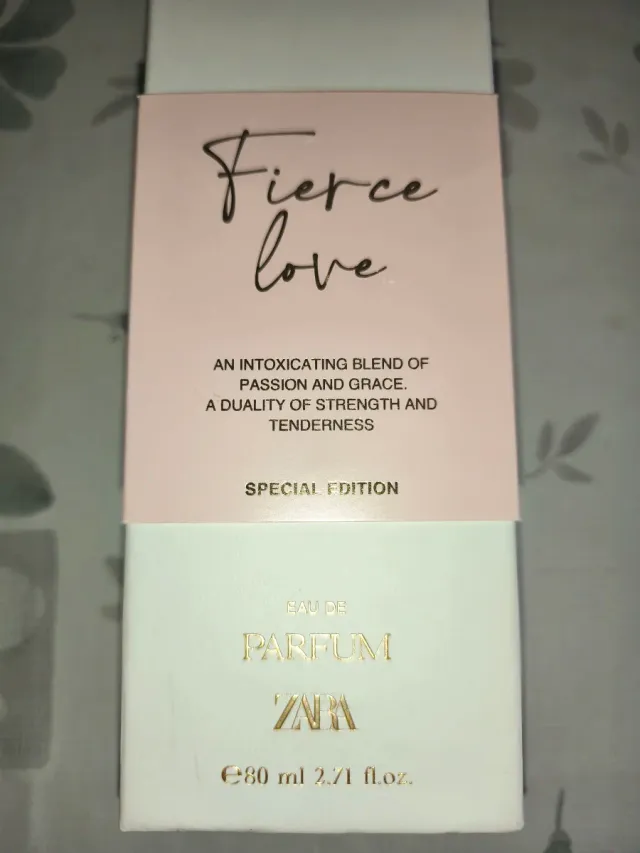 Fierce
love
AN INTOXICATING BLEND OF
PASSION AND GRACE.
A DUALITY OF STRENGTH AND
TENDERNESS
SPECIAL EDITION
EAU DE
PARFUM
ZARA
℮80 ml 2.71 fl.oz.